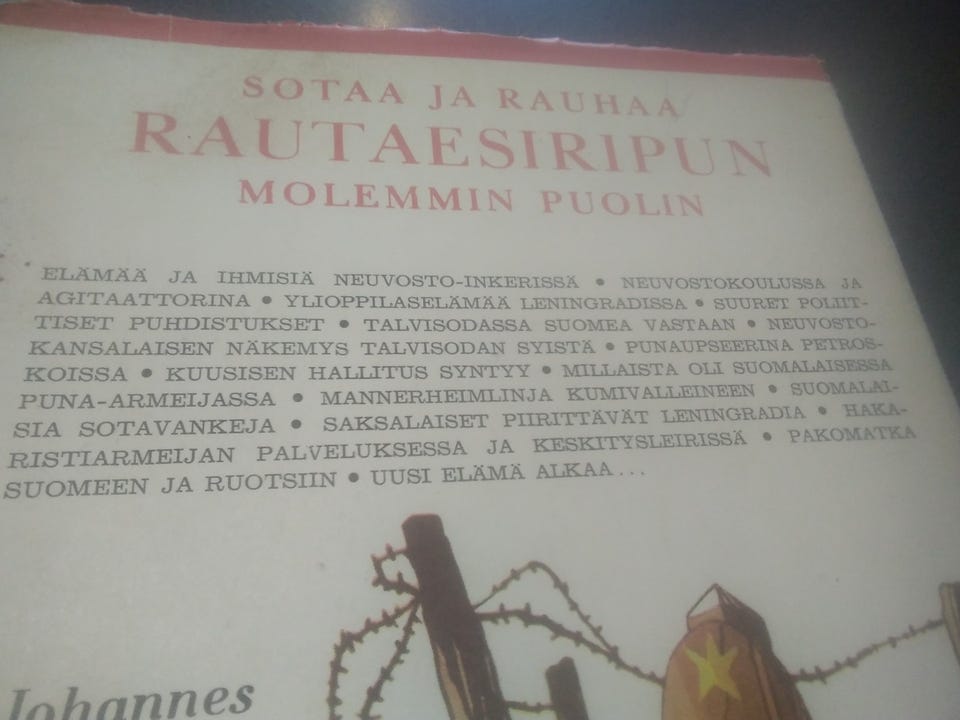 SOTAA JA RAUHAA
RAUTAESIRIPUN
MOLEMMIN PUOLIN
ELÄMÄÄ JA IHMISIÄ NEUVOSTO-INKERISSÄ • NEUVOSTOKOULUSSA JA
AGITAATTORINA • YLIOPPILASELÄMÄÄ LENINGRADISSA • SUURET POLIIT-
TISET PUHDISTUKSET • TALVISODASSA SUOMEA VASTAAN • NEUVOSTO-
KANSALAISEN NÄKEMYS TALVISODAN SYISTÄ • PUNAUPSEERINA PETROS-
KOISSA • KUUSISEN HALLITUS SYNTYY • MILLAISTA OLI SUOMALAISESSA
PUNA-ARMEIJASSA • MANNERHEIMLINJA KUMIVALLEINEEN • SUOMALAI-
SIA SOTAVANKEJA • SAKSALAISET PIIRITTÄVÄT LENINGRADIA • HAKA-
RISTIARMEIJAN PALVELUKSESSA JA KESKITYSLEIRISSÄ • PAKOMATKA
SUOMEEN JA RUOTSIIN • UUSI ELÄMÄ ALKAA...
Johannes